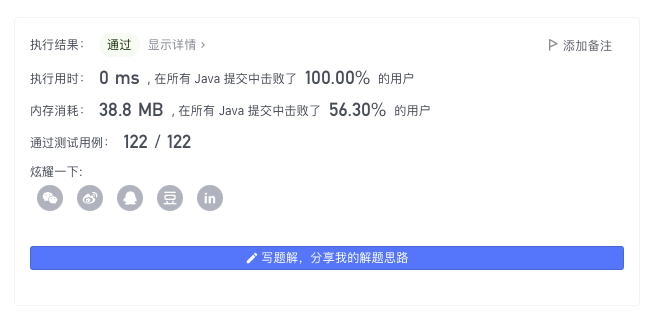 执行结果： 通过 显示详情 › 添加备注
执行用时： 0 ms , 在所有 Java 提交中击败了 100.00% 的用户
内存消耗： 38.8 MB , 在所有 Java 提交中击败了 56.30% 的用户
通过测试用例： 122 / 122
炫耀一下:
豆 in
写题解，分享我的解题思路